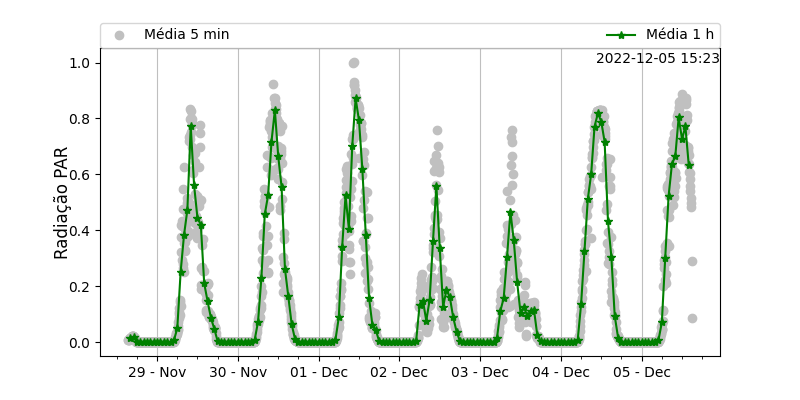 Média 5 min
Média 1 h
2022-12-05 15:23
Radiação PAR
1.0
0.8
0.6
0.4
0.2
0.0
29 - Nov
30 - Nov
01 - Dec
02 - Dec
03 - Dec
04 - Dec
05 - Dec